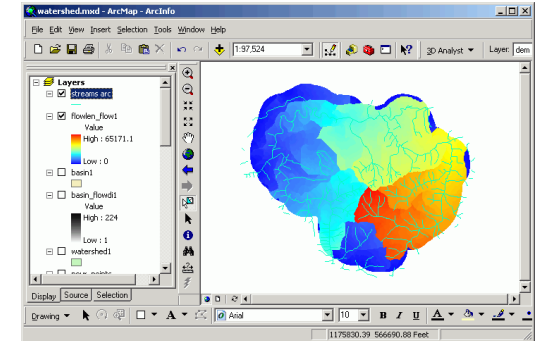 watershed.mxd - ArcMap - ArcInfo
File Edit View Insert Selection Tools Window Help
1:97,524 3D Analyst Layer: dem
Layers
streams arc
flowlen_flow1
Value
High : 65171.1
Low : 0
basin1
basin_flowdi1
Value
High : 224
Low : 1
watershed1
Display Source Selection
Drawing A Arial 10 B I U A
1175830.39 566690.88 Feet